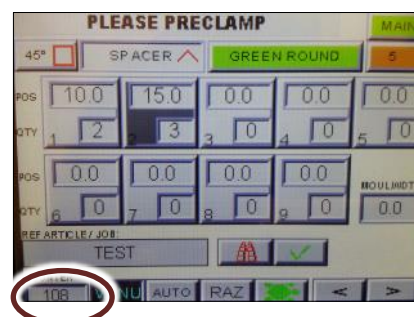 PLEASE PRECLAMP MAIN
45° SPACER GREEN ROUND 5
POS 10.0 15.0 0.0 0.0 0.0
QTY 1 2 2 3 3 0 4 0 5 0
POS 0.0 0.0 0.0 0.0
QTY 6 0 7 0 8 0 9 0 0.0
REF ARTICLE / JOB:
TEST
108 AUTO RAZ < >